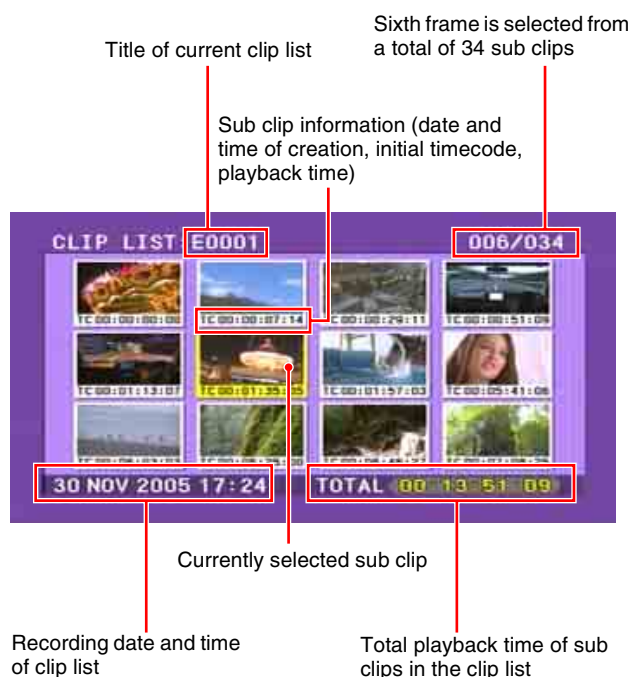 Sixth frame is selected from
a total of 34 sub clips
Title of current clip list
Sub clip information (date and
time of creation, initial timecode,
playback time)
CLIP LIST: E0001 006/034
TC 00:00:00:00 TC 00:00:07:14 TC 00:00:29:11 TC 00:00:51:09
TC 00:01:13:07 TC 00:01:35:05 TC 00:01:57:03 TC 00:05:41:06
30 NOV 2005 17:24 TOTAL 00:13:51:09
Currently selected sub clip
Recording date and time
of clip list
Total playback time of sub
clips in the clip list